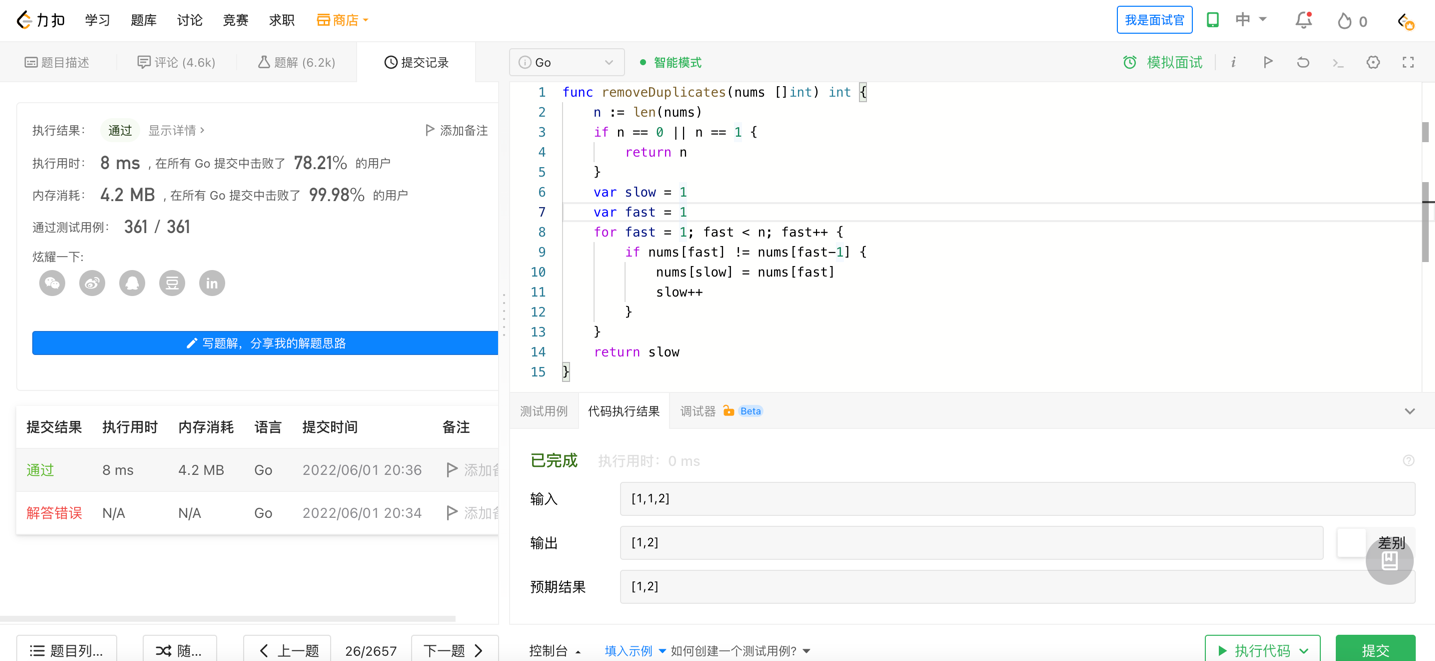 力扣 学习 题库 讨论 竞赛 求职 商店 我是面试官 中 0
题目描述 评论 (4.6k) 题解 (6.2k) 提交记录
执行结果： 通过 显示详情 › 添加备注
执行用时： 8 ms , 在所有 Go 提交中击败了 78.21% 的用户
内存消耗： 4.2 MB , 在所有 Go 提交中击败了 99.98% 的用户
通过测试用例： 361 / 361
炫耀一下:
豆 in
写题解，分享我的解题思路
提交结果 执行用时 内存消耗 语言 提交时间 备注
通过 8 ms 4.2 MB Go 2022/06/01 20:36 添加
解答错误 N/A N/A Go 2022/06/01 20:34 添加
题目列... 随... 上一题 26/2657 下一题
i Go 智能模式 模拟面试 i
1 func removeDuplicates(nums []int) int {
2 n := len(nums)
3 if n == 0 || n == 1 {
4 return n
5 }
6 var slow = 1
7 var fast = 1
8 for fast = 1; fast < n; fast++ {
9 if nums[fast] != nums[fast-1] {
10 nums[slow] = nums[fast]
11 slow++
12 }
13 }
14 return slow
15 }
测试用例 代码执行结果 调试器 Beta
已完成 执行用时：0 ms ?
输入 [1,1,2]
输出 [1,2] 差别
预期结果 [1,2]
控制台 填入示例 如何创建一个测试用例? 执行代码 提交